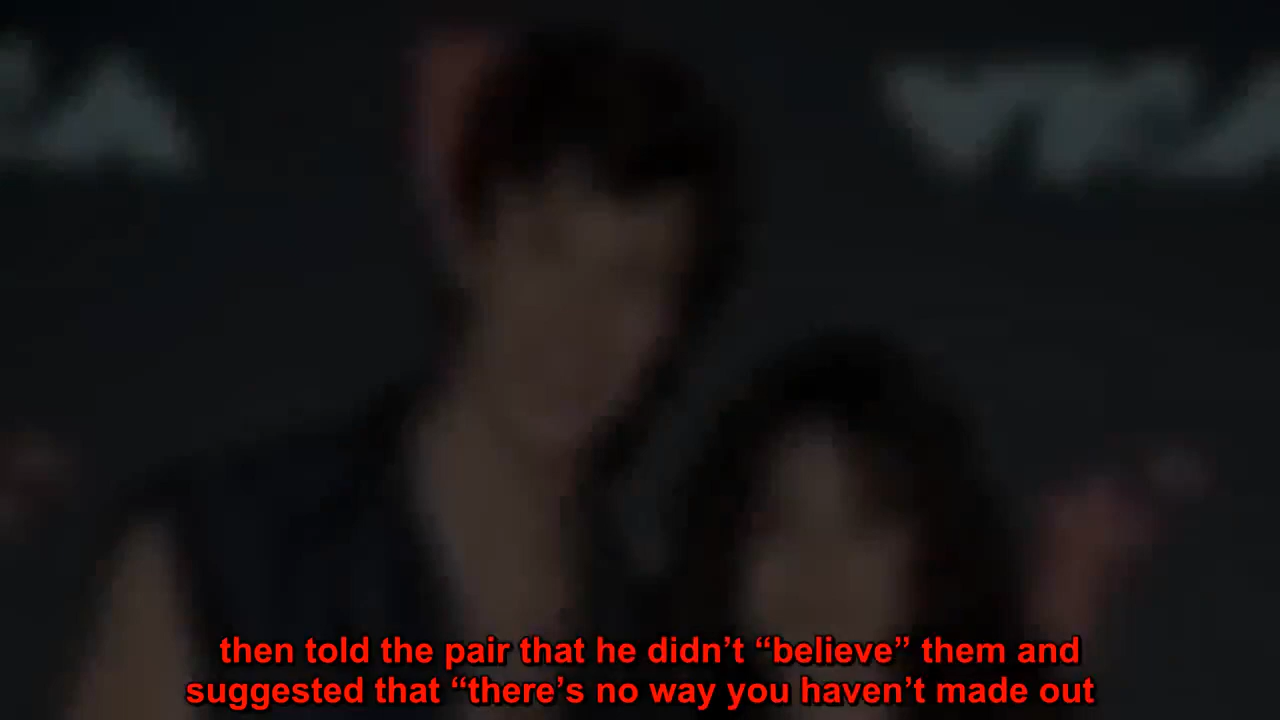 then told the pair that he didn’t “believe” them and
suggested that “there’s no way you haven’t made out